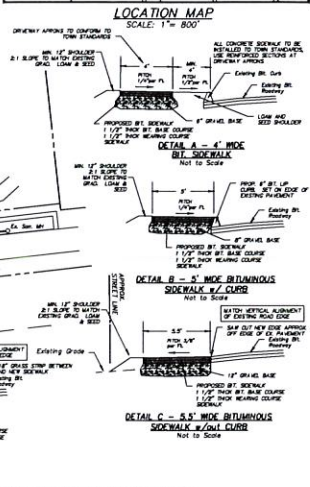 LOCATION MAP
SCALE: 1"= 800'
DRIVEWAY APRONS TO CONFORM TO
TOWN STANDARDS
ALL CONCRETE SIDEWALK TO BE
INSTALLED TO TOWN STANDARDS,
USE REINFORCED SECTIONS AT
DRIVEWAY APRONS
MIN. 12" SHOULDER
2:1 SLOPE TO MATCH EXISTING
GRAD. LOAM & SEED
4'
MIN.
4'
PITCH
1/4" per Ft.
PITCH
Existing Bit. Curb
Existing Bit.
Roadway
LOAM AND
SEED SHOULDER
8" GRAVEL BASE
PROPOSED BIT. SIDEWALK
1 1/2" THICK BIT. BASE COURSE
1 1/2" THICK WEARING COURSE
SIDEWALK
DETAIL A - 4' WIDE
BIT. SIDEWALK
Not to Scale
MIN. 12" SHOULDER
2:1 SLOPE TO
MATCH EXISTING
GRAD. LOAM &
SEED
5'
PITCH
per Ft.
PROP. 6" BIT. LIP
CURB, SET ON EDGE OF
EXISTING PAVEMENT
Existing Bit.
Roadway
8" GRAVEL BASE
PROPOSED BIT. SIDEWALK
1 1/2" THICK BIT. BASE COURSE
1 1/2" THICK WEARING COURSE
SIDEWALK
Ex. San. MH
DETAIL B - 5' WIDE BITUMINOUS
SIDEWALK w/ CURB
Not to Scale
APPROX.
STREET LINE
MIN. 12" SHOULDER
2:1 SLOPE TO MATCH
EXISTING GRAD. LOAM
& SEED
MATCH VERTICAL ALIGNMENT
OF EXISTING ROAD EDGE
SAW CUT NEW EDGE APPROX.
OFF EDGE OF EX. PAVEMENT
Existing Bit.
Roadway
5.5'
PITCH 3/8"
per Ft.
Existing Grade
GRASS STRIP BETWEEN
NEW SIDEWALK
12" GRAVEL BASE
PROPOSED BIT. SIDEWALK
1 1/2" THICK BIT. BASE COURSE
1 1/2" THICK WEARING COURSE
SIDEWALK
DETAIL C - 5.5' WIDE BITUMINOUS
SIDEWALK w/out CURB
Not to Scale